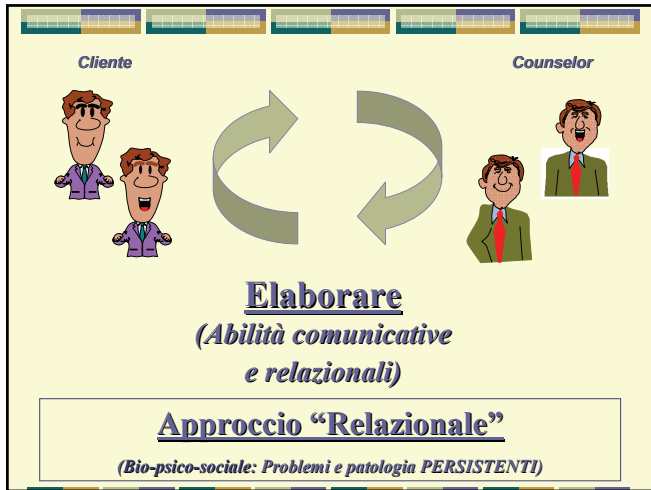 Cliente
Counselor
Elaborare
(Abilità comunicative
e relazionali)
Approccio “Relazionale”
(Bio-psico-sociale: Problemi e patologia PERSISTENTI)